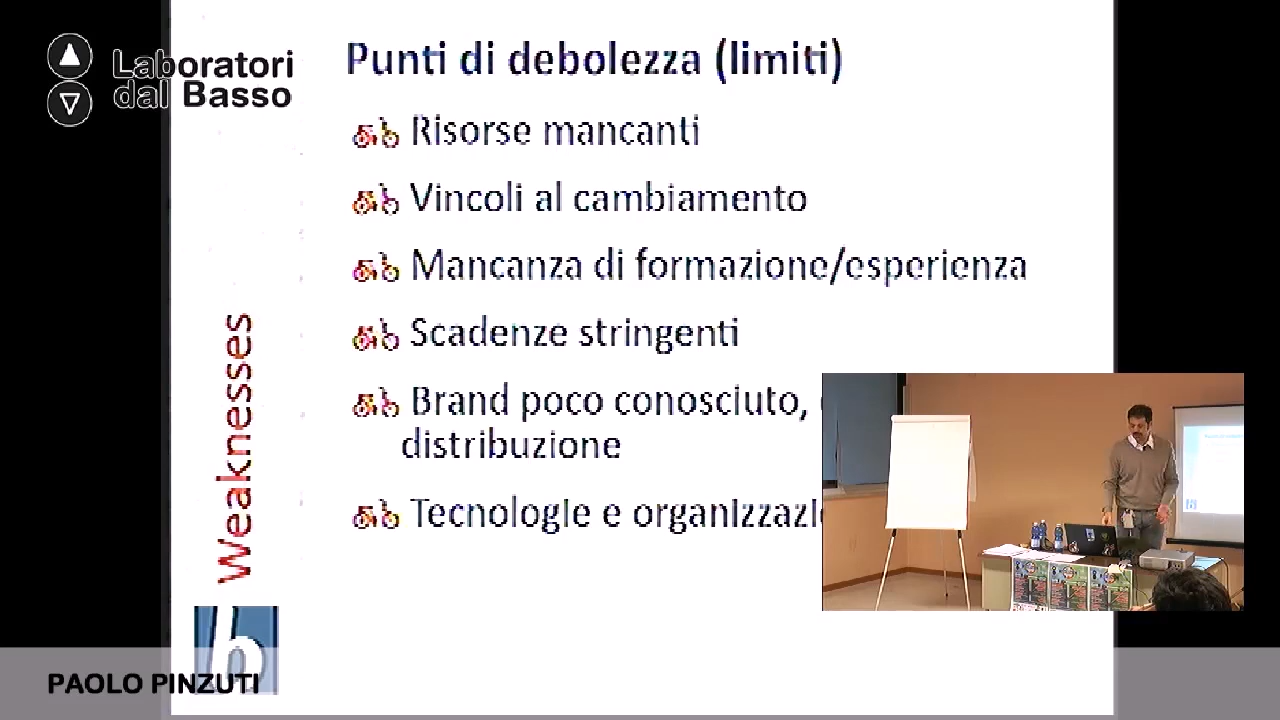 Laboratori
dal Basso
Punti di debolezza (limiti)
Risorse mancanti
Vincoli al cambiamento
Mancanza di formazione/esperienza
Scadenze stringenti
Brand poco conosciuto,
distribuzione
Tecnologie e
Weaknesses
b
PAOLO PINZUTI